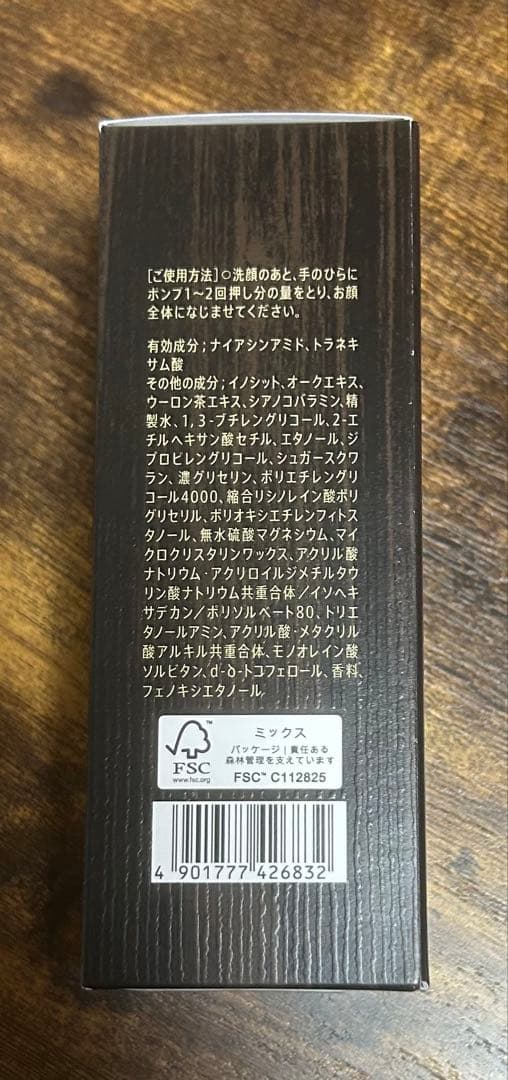 [ご使用方法]○洗顔のあと、手のひらに
ポンプ1〜2回押し分の量をとり、お顔
全体になじませてください。
有効成分；ナイアシンアミド、トラネキ
サム酸
その他の成分；イノシット、オークエキス、
ウーロン茶エキス、シアノコバラミン、精
製水、1,3-ブチレングリコール、2-エ
チルヘキサン酸セチル、エタノール、ジ
プロピレングリコール、シュガースクワ
ラン、濃グリセリン、ポリエチレングリ
コール4000、縮合リシノレイン酸ポリ
グリセリル、ポリオキシエチレンフィトス
タノール、無水硫酸マグネシウム、マイ
クロクリスタリンワックス、アクリル酸
ナトリウム・アクリロイルジメチルタウ
リン酸ナトリウム共重合体／イソヘキ
サデカン／ポリソルベート80、トリエ
タノールアミン、アクリル酸・メタクリル
酸アルキル共重合体、モノオレイン酸
ソルビタン、d-δ-トコフェロール、香料、
フェノキシエタノール
FSC
www.fsc.org
ミックス
パッケージ｜責任ある
森林管理を支えています
FSC™ C112825
4 901777 426832